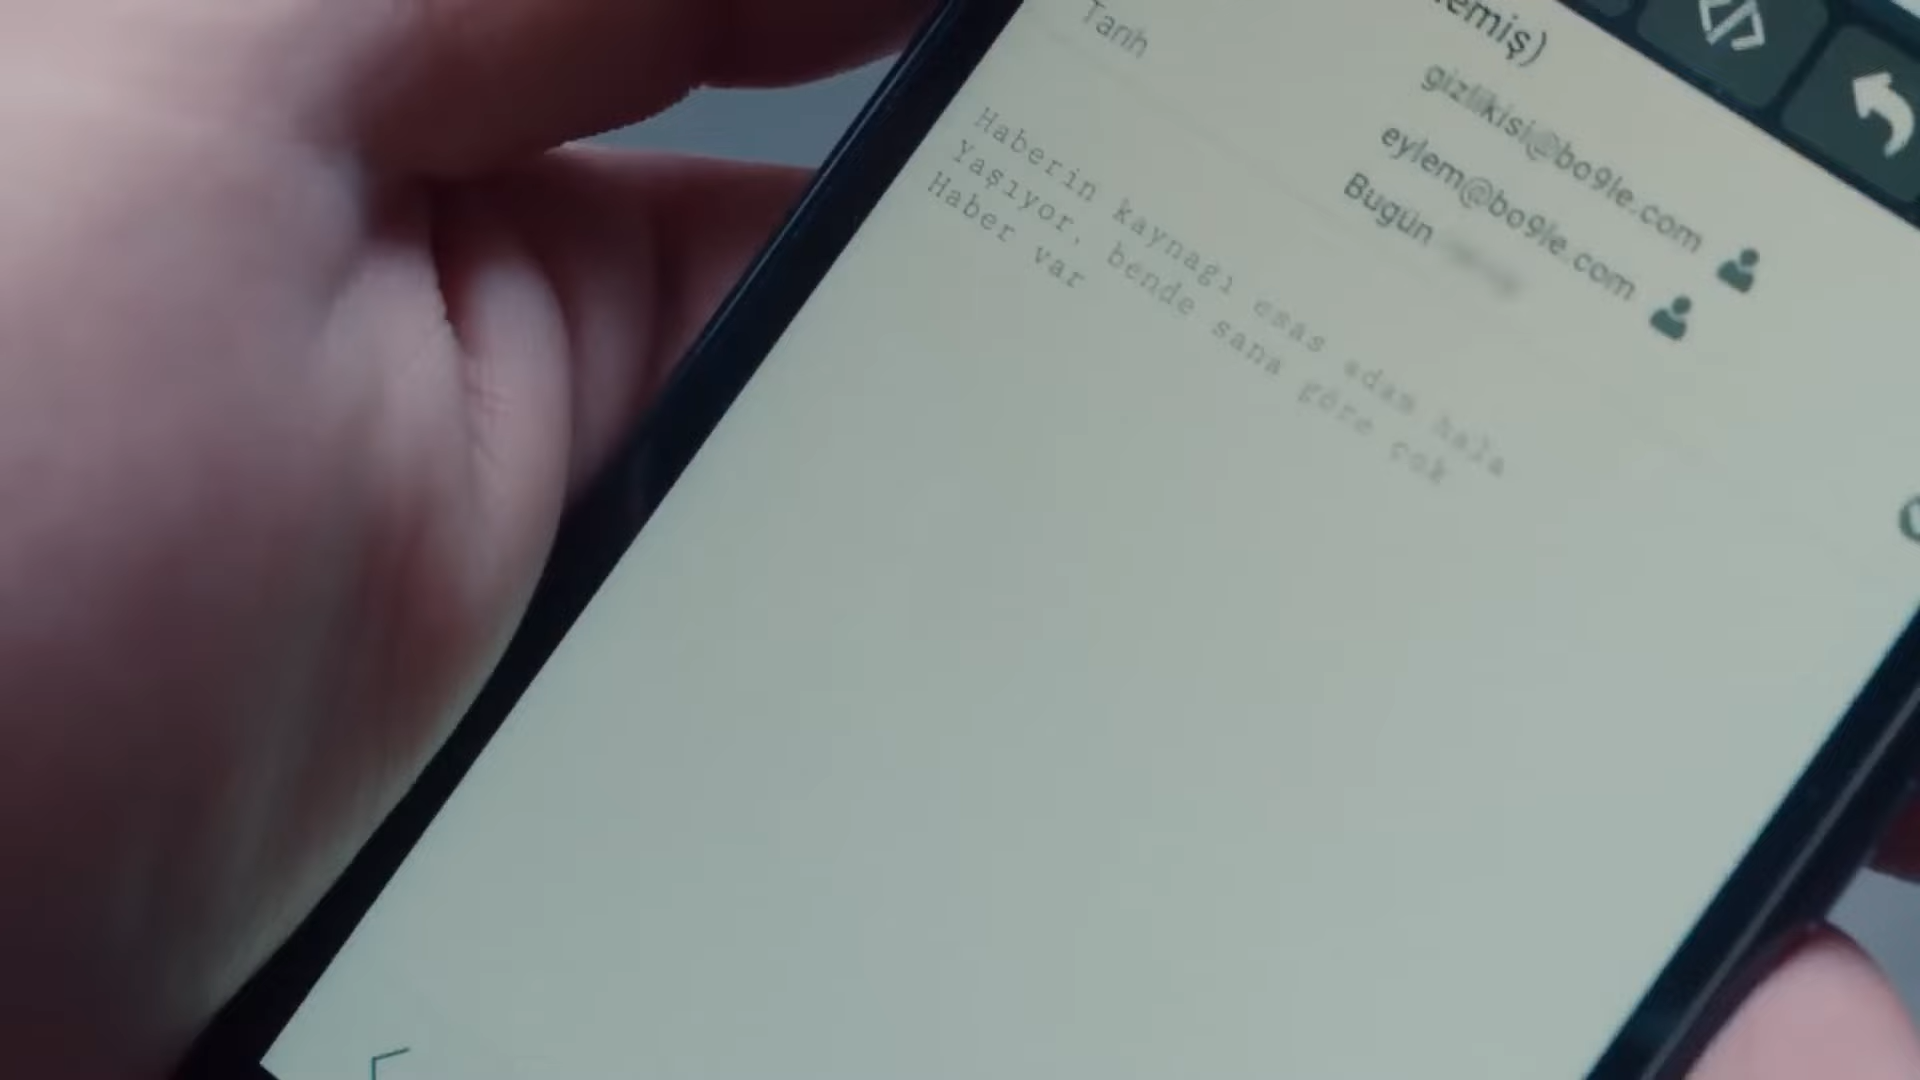 emiş)
gizlikisi@bo9le.com
eylem@bo9le.com
Tarih
Bugün
Haberin kaynagı esas adam hala
Yaşıyor, bende sana göre çok
Haber var